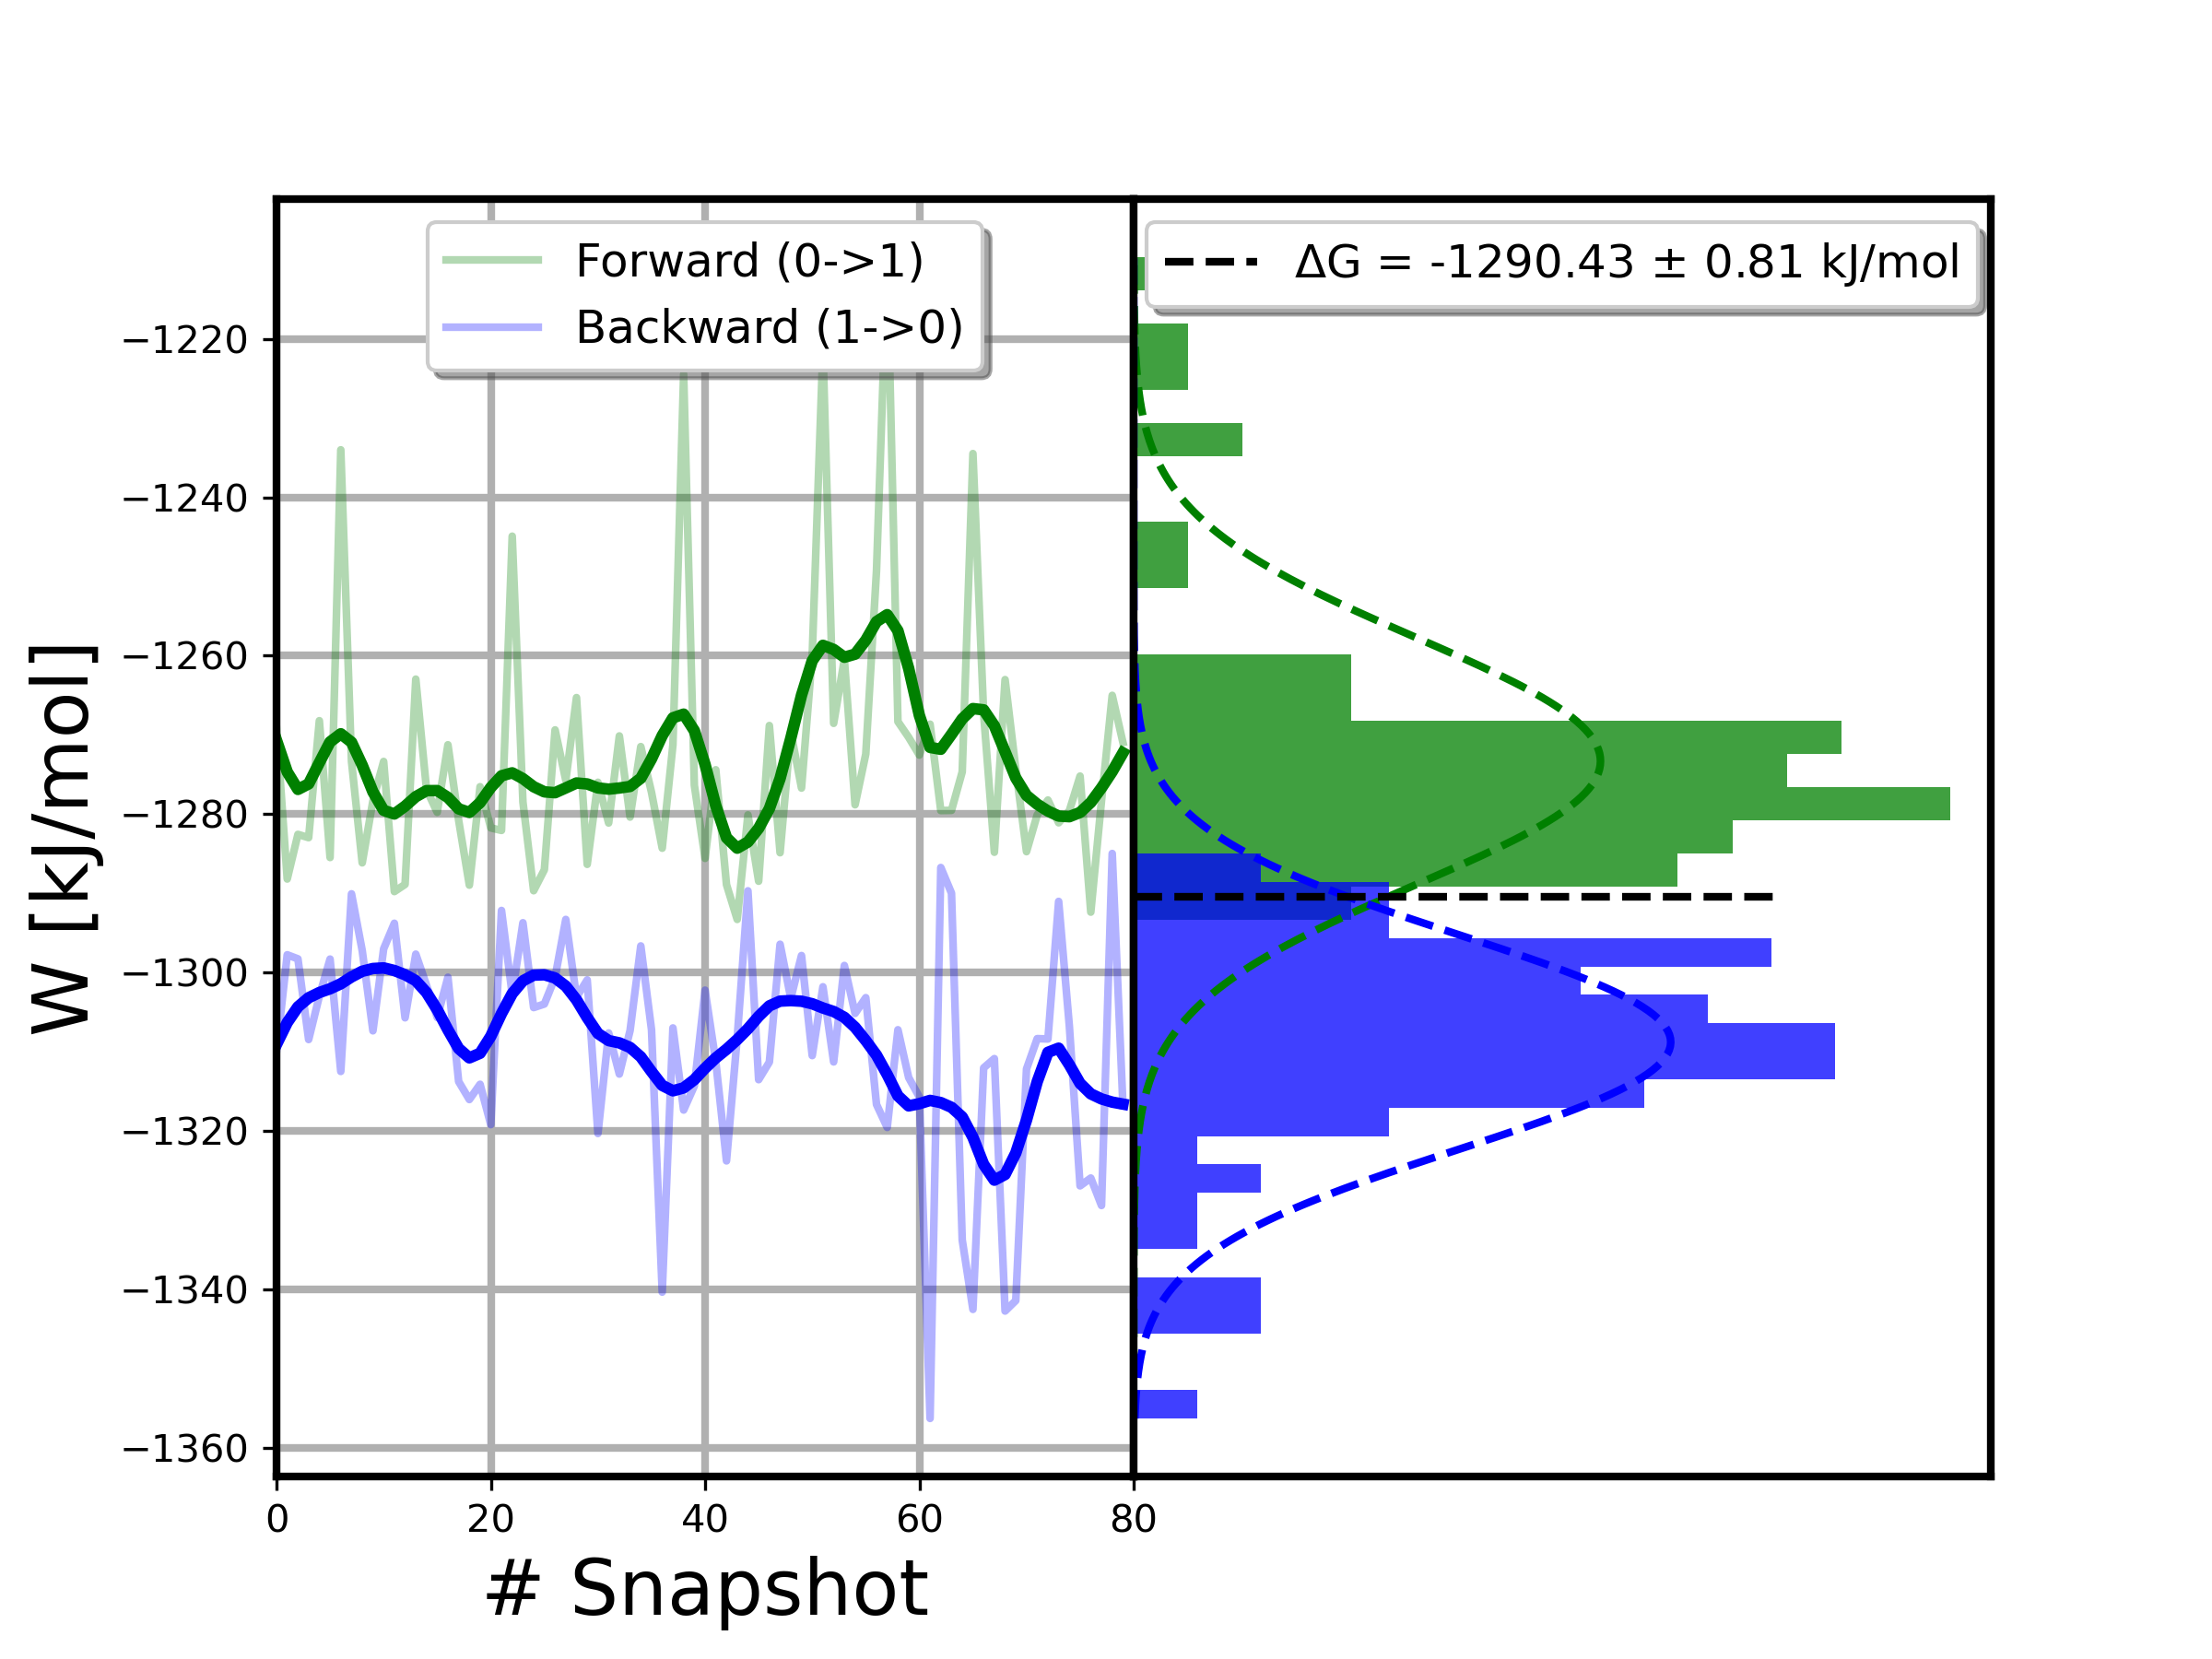 Forward (0->1)
Backward (1->0)
ΔG = -1290.43 ± 0.81 kJ/mol
W [kJ/mol]
−1220
−1240
−1260
−1280
−1300
−1320
−1340
−1360
0 20 40 60 80
# Snapshot